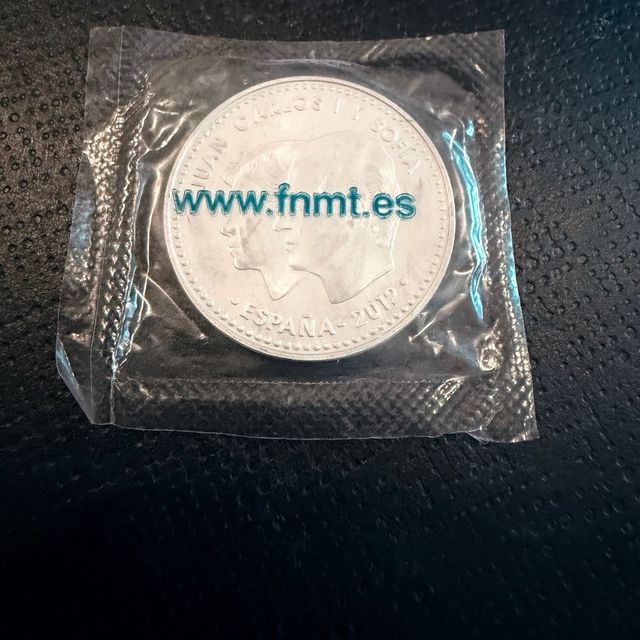 JUAN CARLOS I Y SOFÍA
www.fnmt.es
· ESPAÑA - 2012 ·